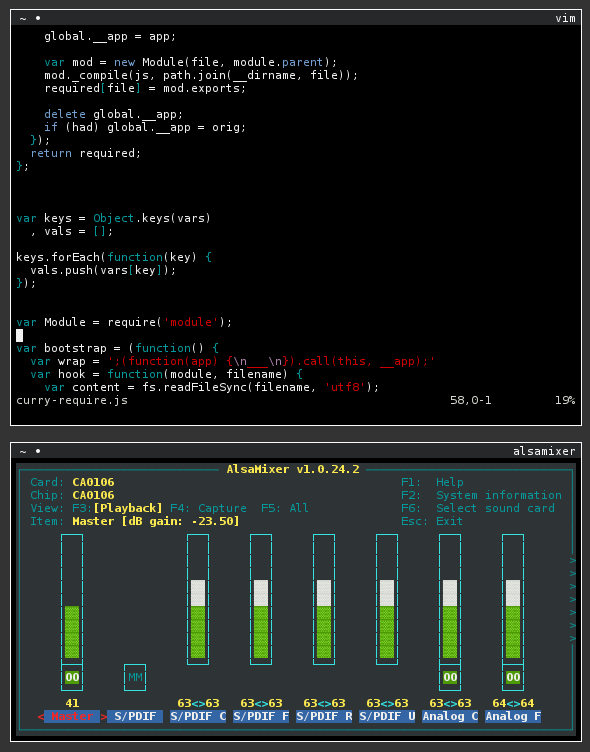 ~ • vim
global.__app = app;
var mod = new Module(file, module.parent);
mod._compile(js, path.join(__dirname, file));
required[file] = mod.exports;
delete global.__app;
if (had) global.__app = orig;
});
return required;
};
var keys = Object.keys(vars)
, vals = [];
keys.forEach(function(key) {
vals.push(vars[key]);
});
var Module = require('module');
var bootstrap = (function() {
var wrap = ';(function(app) {\n___\n}).call(this, __app);'
var hook = function(module, filename) {
var content = fs.readFileSync(filename, 'utf8');
curry-require.js 58,0-1 19%
~ • alsamixer
AlsaMixer v1.0.24.2
Card: CA0106 F1: Help
Chip: CA0106 F2: System information
View: F3:[Playback] F4: Capture F5: All F6: Select sound card
Item: Master [dB gain: -23.50] Esc: Exit
>
>
>
>
>
>
>
OO MM OO OO
41 63<>63 63<>63 63<>63 63<>63 63<>63 64<>64
< Master > S/PDIF S/PDIF C S/PDIF F S/PDIF R S/PDIF U Analog C Analog F